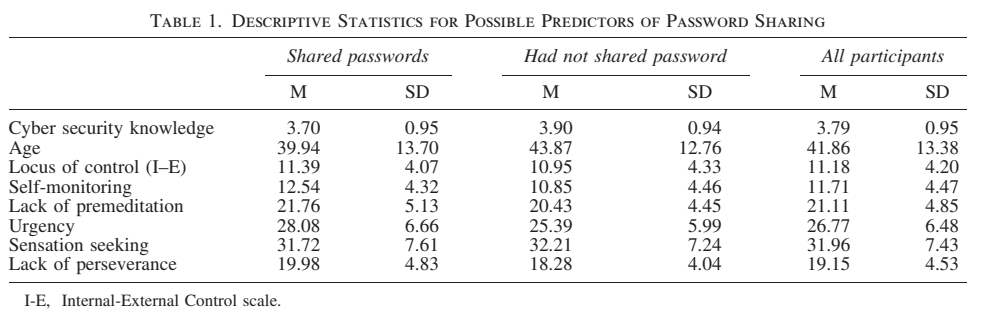 TABLE 1. DESCRIPTIVE STATISTICS FOR POSSIBLE PREDICTORS OF PASSWORD SHARING
Shared passwords Had not shared password All participants
M SD M SD M SD
Cyber security knowledge 3.70 0.95 3.90 0.94 3.79 0.95
Age 39.94 13.70 43.87 12.76 41.86 13.38
Locus of control (I–E) 11.39 4.07 10.95 4.33 11.18 4.20
Self-monitoring 12.54 4.32 10.85 4.46 11.71 4.47
Lack of premeditation 21.76 5.13 20.43 4.45 21.11 4.85
Urgency 28.08 6.66 25.39 5.99 26.77 6.48
Sensation seeking 31.72 7.61 32.21 7.24 31.96 7.43
Lack of perseverance 19.98 4.83 18.28 4.04 19.15 4.53
I-E, Internal-External Control scale.